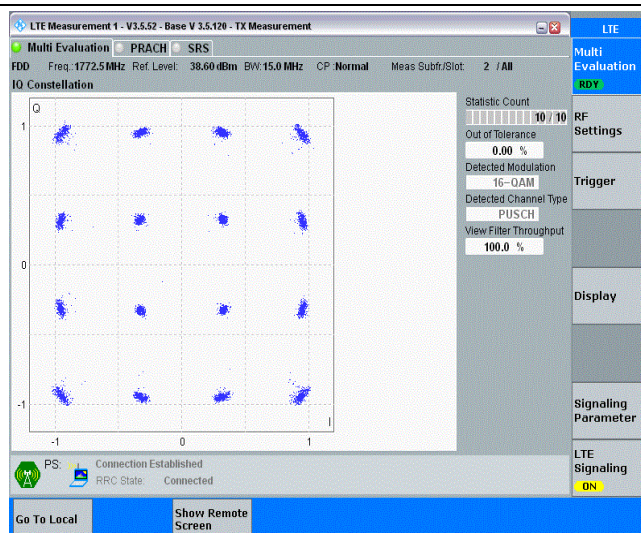 LTE Measurement 1 - V3.5.52 - Base V 3.5.120 - TX Measurement
LTE
Multi Evaluation PRACH SRS
Multi
Evaluation
RDY
FDD Freq.:1772.5 MHz Ref. Level: 38.60 dBm BW:15.0 MHz CP :Normal Meas Subfr./Slot: 2 / All
IQ Constellation
Q
1
0
-1
-1 0 1
I
Statistic Count
10 / 10
Out of Tolerance
0.00 %
Detected Modulation
16-QAM
Detected Channel Type
PUSCH
View Filter Throughput
100.0 %
RF
Settings
Trigger
Display
Signaling
Parameter
LTE
Signaling
ON
PS: Connection Established
RRC State: Connected
Go To Local
Show Remote
Screen